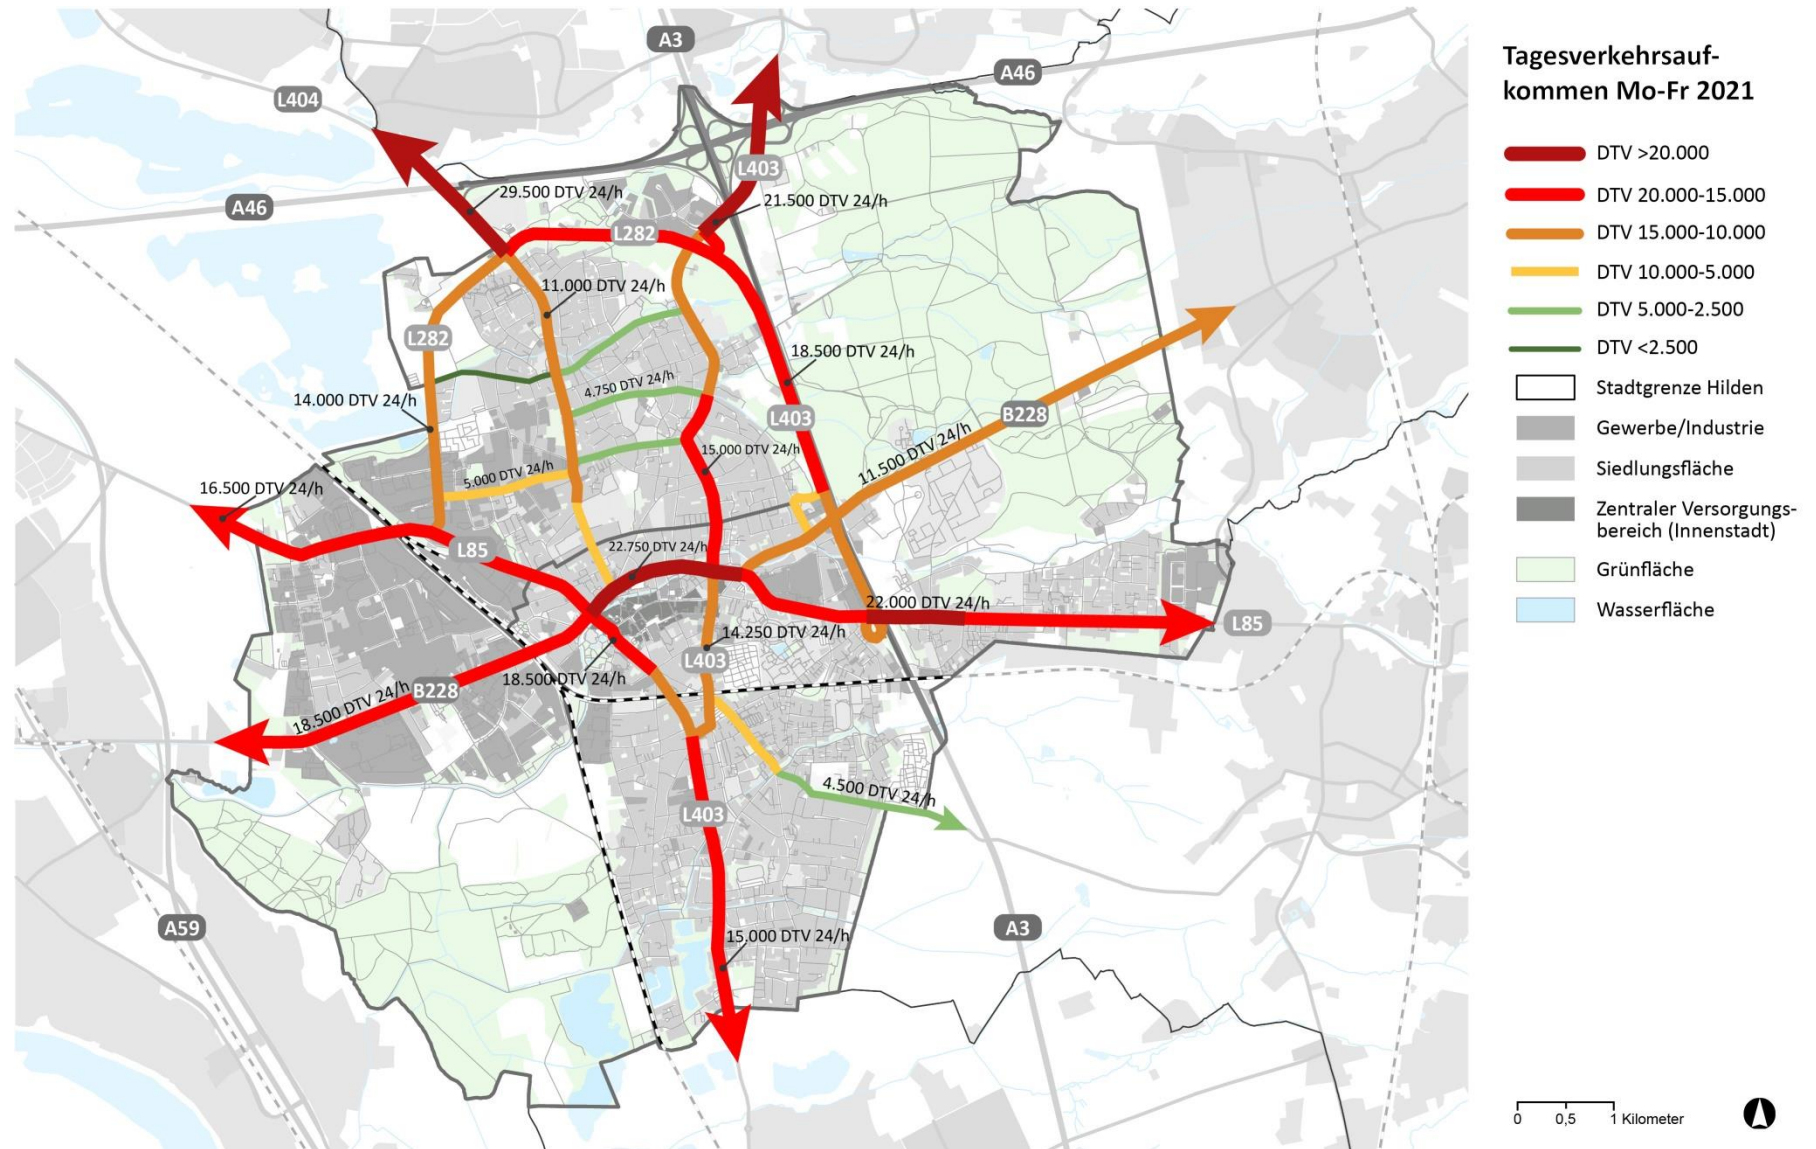 A3
A46
L404
L403
A46
29.500 DTV 24/h
21.500 DTV 24/h
L282
11.000 DTV 24/h
L282
18.500 DTV 24/h
4.750 DTV 24/h
14.000 DTV 24/h
L403
B228
11.500 DTV 24/h
15.000 DTV 24/h
5.000 DTV 24/h
16.500 DTV 24/h
L85
22.750 DTV 24/h
22.000 DTV 24/h
L85
14.250 DTV 24/h
L403
18.500 DTV 24/h
B228
18.500 DTV 24/h
4.500 DTV 24/h
L403
A59
15.000 DTV 24/h
A3
Tagesverkehrsauf-
kommen Mo-Fr 2021
DTV >20.000
DTV 20.000-15.000
DTV 15.000-10.000
DTV 10.000-5.000
DTV 5.000-2.500
DTV <2.500
Stadtgrenze Hilden
Gewerbe/Industrie
Siedlungsfläche
Zentraler Versorgungs-
bereich (Innenstadt)
Grünfläche
Wasserfläche
0 0,5 1 Kilometer